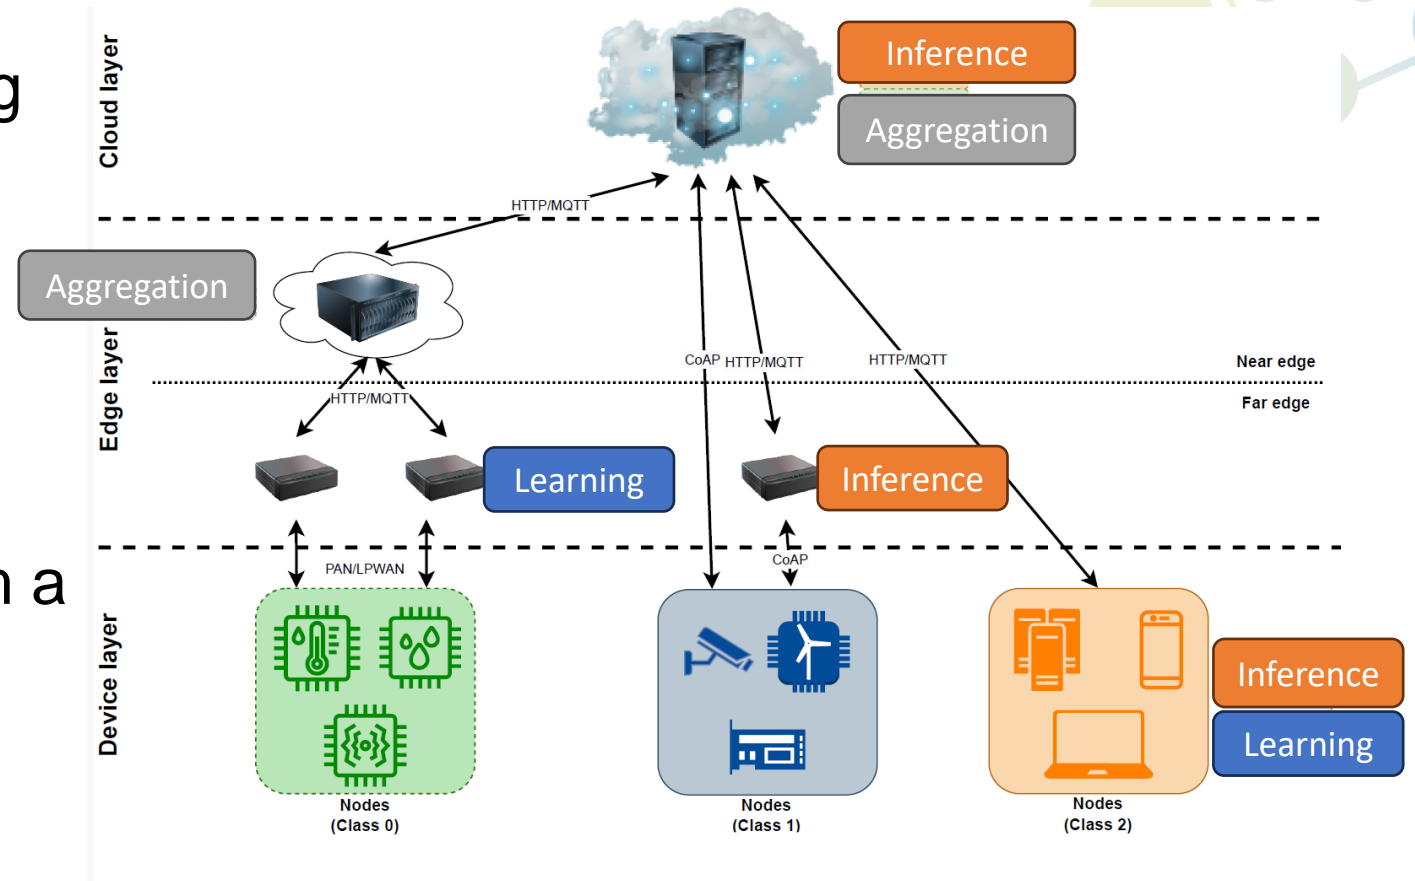 g
Cloud layer
Inference
Aggregation
HTTP/MQTT
Aggregation
Edge layer
CoAP
HTTP/MQTT
HTTP/MQTT
Near edge
HTTP/MQTT
Far edge
Learning
Inference
n a
PAN/LPWAN
CoAP
Device layer
Inference
Learning
Nodes
(Class 0)
Nodes
(Class 1)
Nodes
(Class 2)